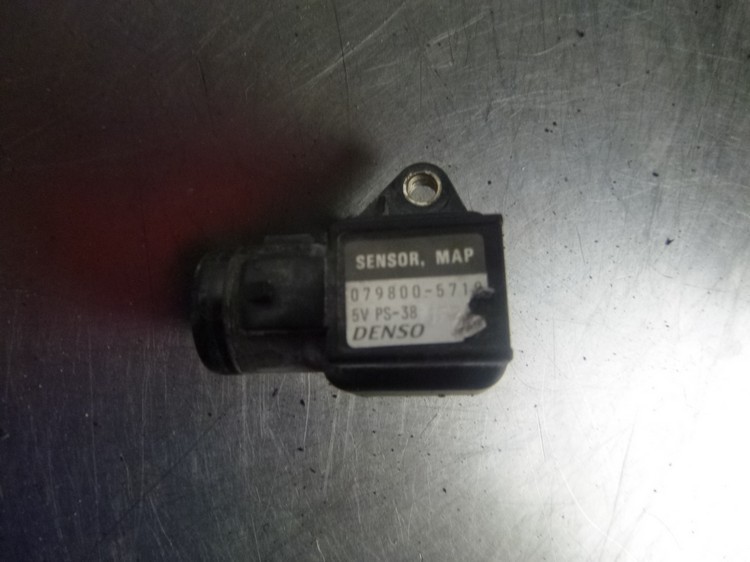 SENSOR, MAP
079800-571
5V PS-38
DENSO